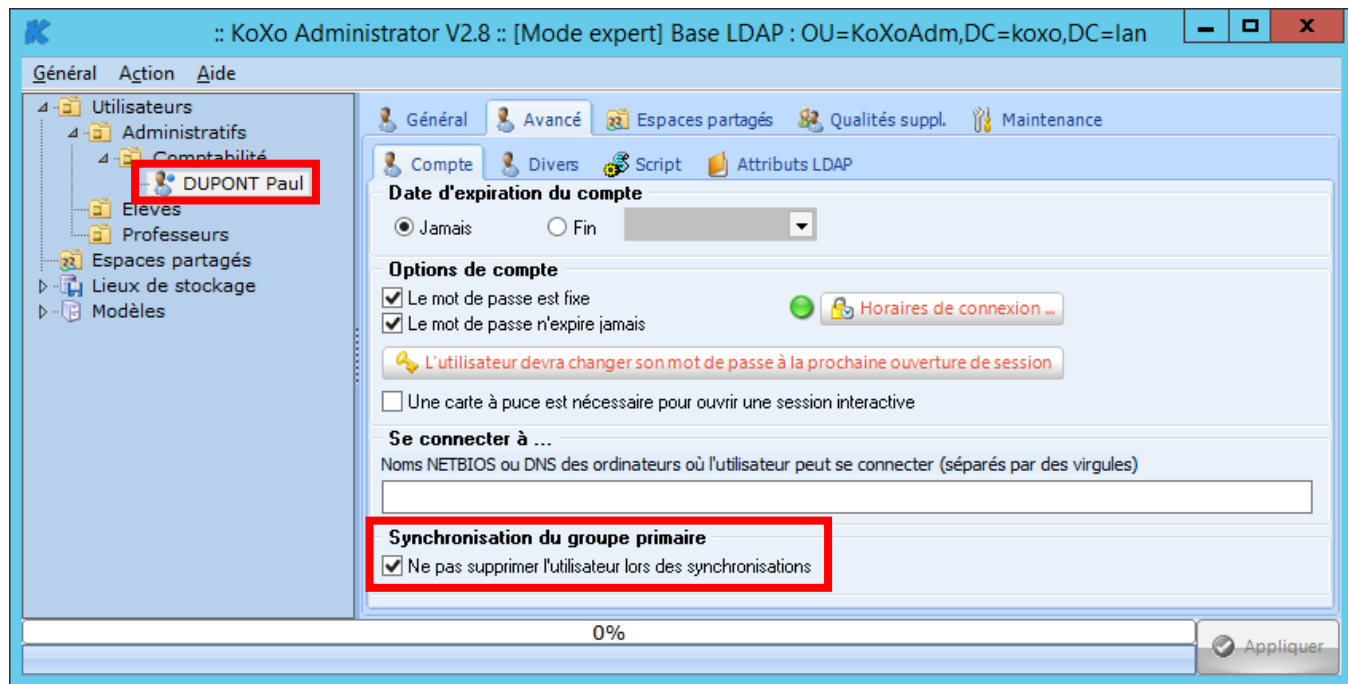 :: KoXo Administrator V2.8 :: [Mode expert] Base LDAP : OU=KoXoAdm,DC=koxo,DC=lan
Général Action Aide
Utilisateurs
Administratifs
Comptabilité
DUPONT Paul
Elèves
Professeurs
Espaces partagés
Lieux de stockage
Modèles
Général Avancé Espaces partagés Qualités suppl. Maintenance
Compte Divers Script Attributs LDAP
Date d'expiration du compte
Jamais Fin
Options de compte
Le mot de passe est fixe
Horaires de connexion ...
Le mot de passe n'expire jamais
L'utilisateur devra changer son mot de passe à la prochaine ouverture de session
Une carte à puce est nécessaire pour ouvrir une session interactive
Se connecter à ...
Noms NETBIOS ou DNS des ordinateurs où l'utilisateur peut se connecter (séparés par des virgules)
Synchronisation du groupe primaire
Ne pas supprimer l'utilisateur lors des synchronisations
0%
Appliquer